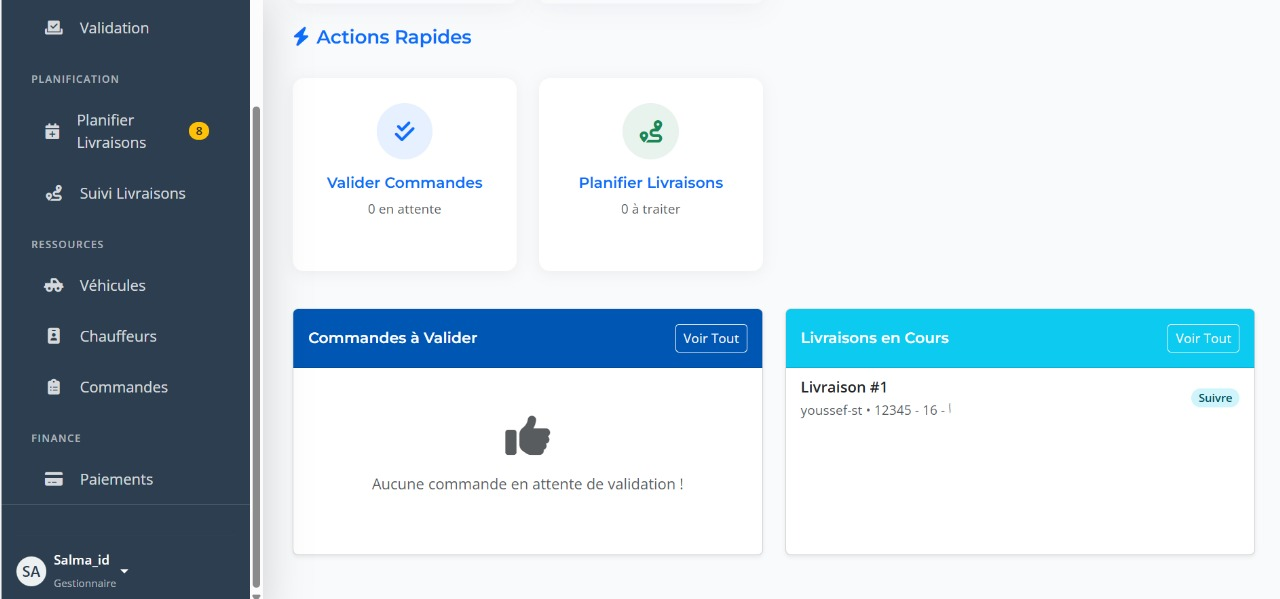 Validation
PLANIFICATION
Planifier
Livraisons
8
Suivi Livraisons
RESSOURCES
Véhicules
Chauffeurs
Commandes
FINANCE
Paiements
SA
Salma_id
Gestionnaire
Actions Rapides
Valider Commandes
0 en attente
Planifier Livraisons
0 à traiter
Commandes à Valider
Voir Tout
Aucune commande en attente de validation !
Livraisons en Cours
Voir Tout
Livraison #1
youssef-st • 12345 - 16 -
Suivre